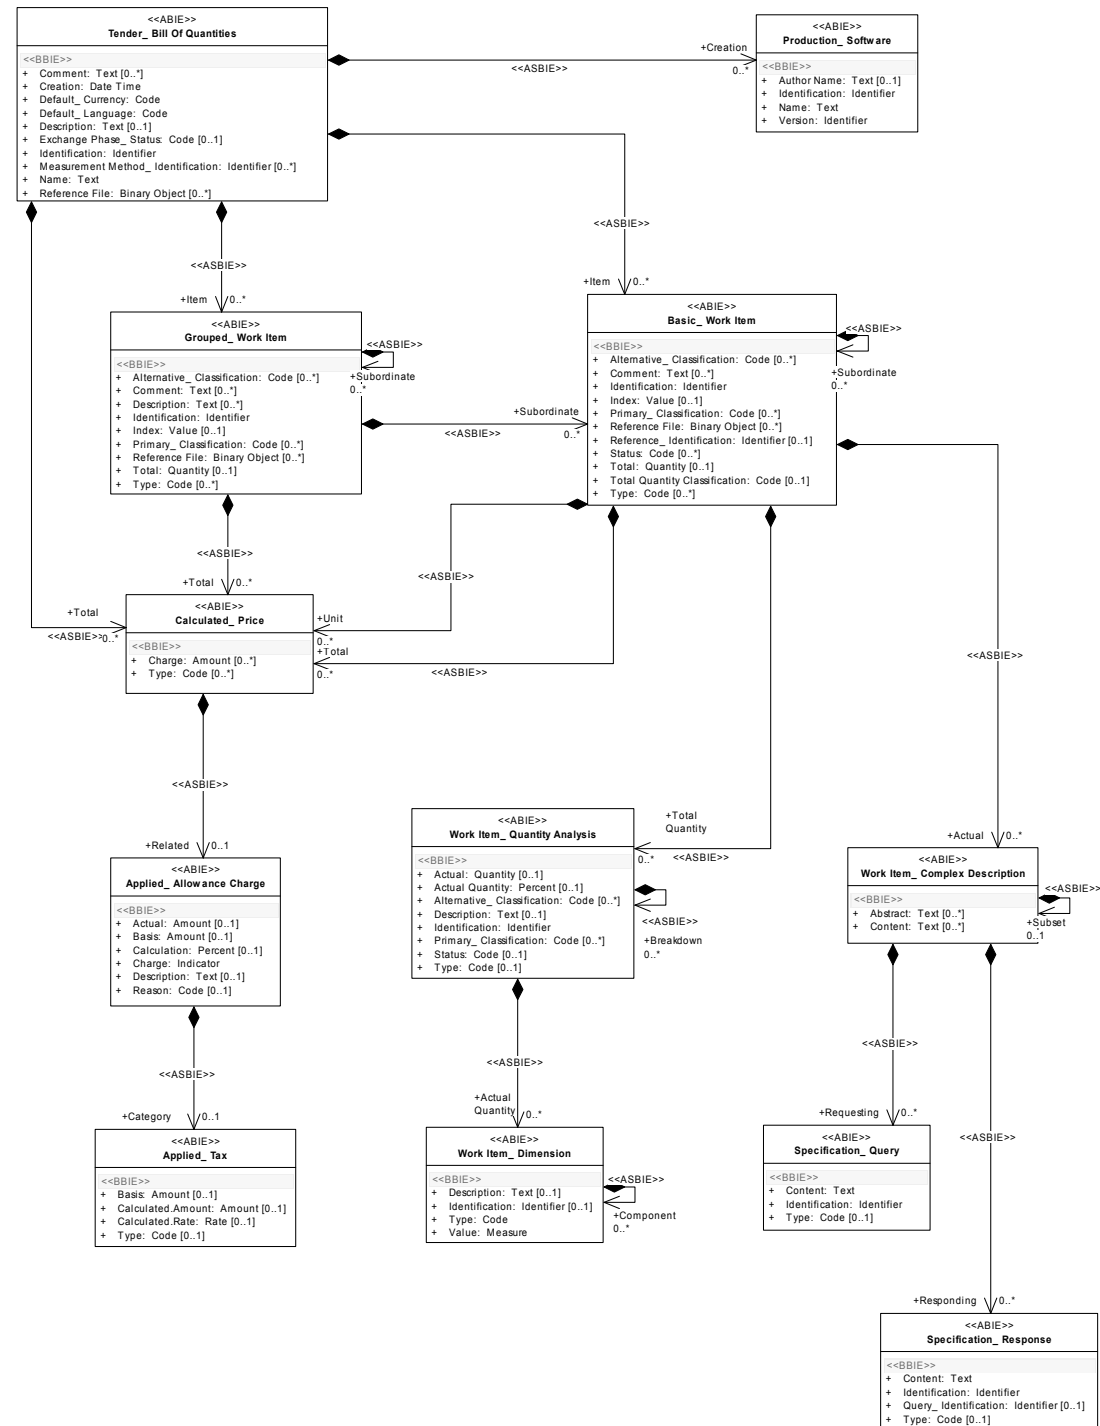 <<ABIE>>
Tender_ Bill Of Quantities
<<BBIE>>
+ Comment: Text [0..*]
+ Creation: Date Time
+ Default_ Currency: Code
+ Default_ Language: Code
+ Description: Text [0..1]
+ Exchange Phase_ Status: Code [0..1]
+ Identification: Identifier
+ Measurement Method_ Identification: Identifier [0..*]
+ Name: Text
+ Reference File: Binary Object [0..*]
+Creation
0..*
<<ASBIE>>
<<ABIE>>
Production_ Software
<<BBIE>>
+ Author Name: Text [0..1]
+ Identification: Identifier
+ Name: Text
+ Version: Identifier
<<ASBIE>>
+Item 0..*
<<ASBIE>>
+Item 0..*
<<ABIE>>
Grouped_ Work Item
<<BBIE>>
+ Alternative_ Classification: Code [0..*]
+ Comment: Text [0..*]
+ Description: Text [0..*]
+ Identification: Identifier
+ Index: Value [0..1]
+ Primary_ Classification: Code [0..*]
+ Reference File: Binary Object [0..*]
+ Total: Quantity [0..1]
+ Type: Code [0..*]
<<ASBIE>>
+Subordinate
0..*
+Subordinate
0..*
<<ASBIE>>
<<ABIE>>
Basic_ Work Item
<<BBIE>>
+ Alternative_ Classification: Code [0..*]
+ Comment: Text [0..*]
+ Identification: Identifier
+ Index: Value [0..1]
+ Primary_ Classification: Code [0..*]
+ Reference File: Binary Object [0..*]
+ Reference_ Identification: Identifier [0..1]
+ Status: Code [0..*]
+ Total: Quantity [0..1]
+ Total Quantity Classification: Code [0..1]
+ Type: Code [0..*]
<<ASBIE>>
+Subordinate
0..*
<<ASBIE>>
+Total 0..*
<<ASBIE>>
+Total
<<ASBIE>>0..*
<<ABIE>>
Calculated_ Price
<<BBIE>>
+ Charge: Amount [0..*]
+ Type: Code [0..*]
+Unit
0..*
+Total
0..*
<<ASBIE>>
<<ASBIE>>
<<ASBIE>>
+Related 0..1
<<ABIE>>
Applied_ Allowance Charge
<<BBIE>>
+ Actual: Amount [0..1]
+ Basis: Amount [0..1]
+ Calculation: Percent [0..1]
+ Charge: Indicator
+ Description: Text [0..1]
+ Reason: Code [0..1]
<<ASBIE>>
+Category 0..1
<<ABIE>>
Applied_ Tax
<<BBIE>>
+ Basis: Amount [0..1]
+ Calculated.Amount: Amount [0..1]
+ Calculated.Rate: Rate [0..1]
+ Type: Code [0..1]
<<ABIE>>
Work Item_ Quantity Analysis
<<BBIE>>
+ Actual: Quantity [0..1]
+ Actual Quantity: Percent [0..1]
+ Alternative_ Classification: Code [0..*]
+ Description: Text [0..1]
+ Identification: Identifier
+ Primary_ Classification: Code [0..*]
+ Status: Code [0..1]
+ Type: Code [0..1]
+Total
Quantity
0..*
<<ASBIE>>
<<ASBIE>>
+Breakdown
0..*
<<ASBIE>>
+Actual
Quantity 0..*
<<ABIE>>
Work Item_ Dimension
<<BBIE>>
+ Description: Text [0..1]
+ Identification: Identifier [0..1]
+ Type: Code
+ Value: Measure
<<ASBIE>>
+Component
0..*
<<ASBIE>>
+Actual 0..*
<<ABIE>>
Work Item_ Complex Description
<<BBIE>>
+ Abstract: Text [0..*]
+ Content: Text [0..*]
<<ASBIE>>
+Subset
0..1
<<ASBIE>>
+Requesting 0..*
<<ABIE>>
Specification_ Query
<<BBIE>>
+ Content: Text
+ Identification: Identifier
+ Type: Code [0..1]
<<ASBIE>>
+Responding 0..*
<<ABIE>>
Specification_ Response
<<BBIE>>
+ Content: Text
+ Identification: Identifier
+ Query_ Identification: Identifier [0..1]
+ Type: Code [0..1]